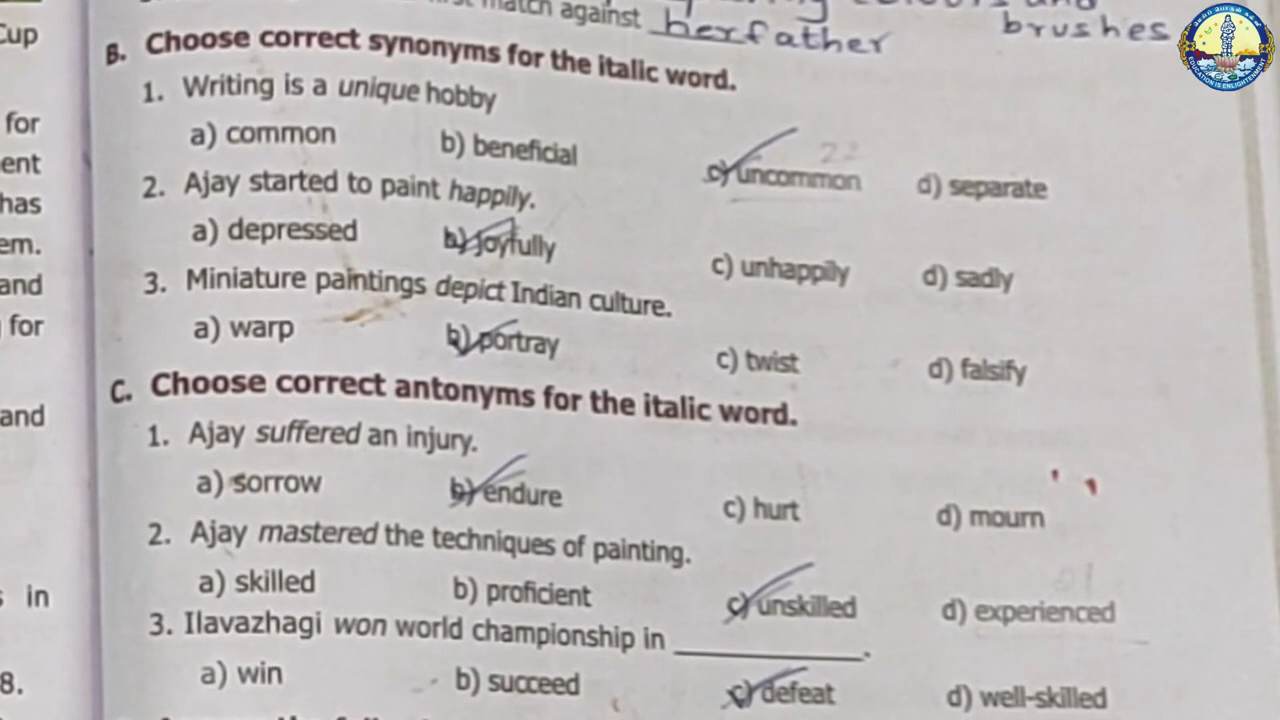 match against her father
brushes
Cup
B. Choose correct synonyms for the italic word.
1. Writing is a unique hobby
for
a) common b) beneficial c) uncommon d) separate
ent
2. Ajay started to paint happily.
has
a) depressed b) joyfully c) unhappily d) sadly
em.
3. Miniature paintings depict Indian culture.
and
a) warp b) portray c) twist d) falsify
for
C. Choose correct antonyms for the italic word.
and
1. Ajay suffered an injury.
a) sorrow b) endure c) hurt d) mourn
2. Ajay mastered the techniques of painting.
a) skilled b) proficient c) unskilled d) experienced
in
3. Ilavazhagi won world championship in ____________.
a) win b) succeed c) defeat d) well-skilled
8.
EDUCATION IS ENLIGHTENMENT